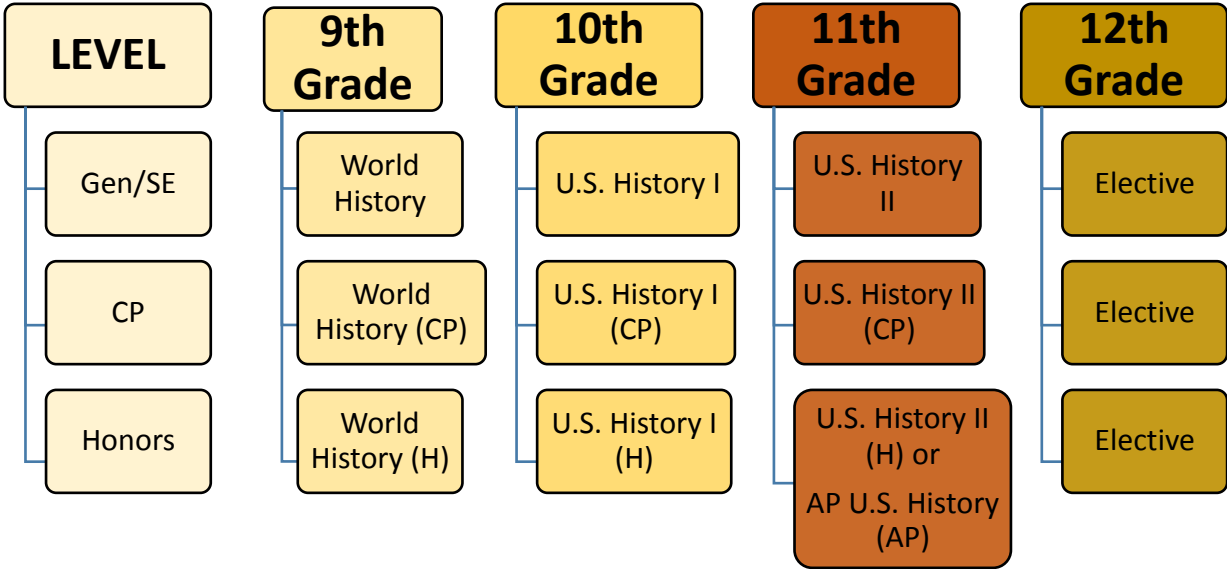 LEVEL
Gen/SE
CP
Honors
9th
Grade
World
History
World
History (CP)
World
History (H)
10th
Grade
U.S. History I
U.S. History I
(CP)
U.S. History I
(H)
11th
Grade
U.S. History
II
U.S. History II
(CP)
U.S. History II
(H) or
AP U.S. History
(AP)
12th
Grade
Elective
Elective
Elective